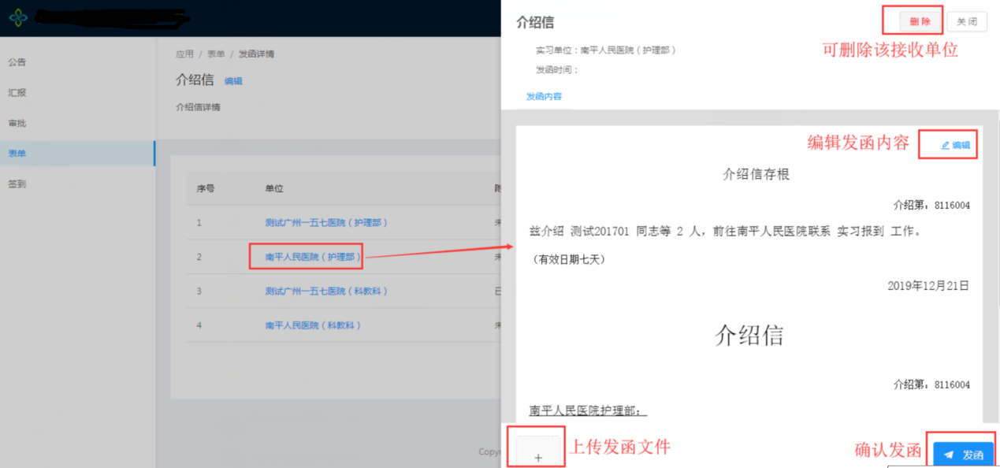 公告
汇报
审批
表单
签到
应用 / 表单 / 发函详情
介绍信 编辑
介绍信详情
序号 单位
1 测试广州一五七医院（护理部）
2 南平人民医院（护理部）
3 测试广州一五七医院（科教科）
4 南平人民医院（科教科）
介绍信
删 除 关 闭
可删除该接收单位
实习单位：南平人民医院（护理部）
发函时间：
发函内容
编辑发函内容 编辑
介绍信存根
介绍第：8116004
兹介绍 测试201701 同志等 2 人，前往南平人民医院联系 实习报到 工作。
（有效日期七天）
2019年12月21日
介绍信
介绍第：8116004
南平人民医院护理部：
+ 上传发函文件
确认发函 发函